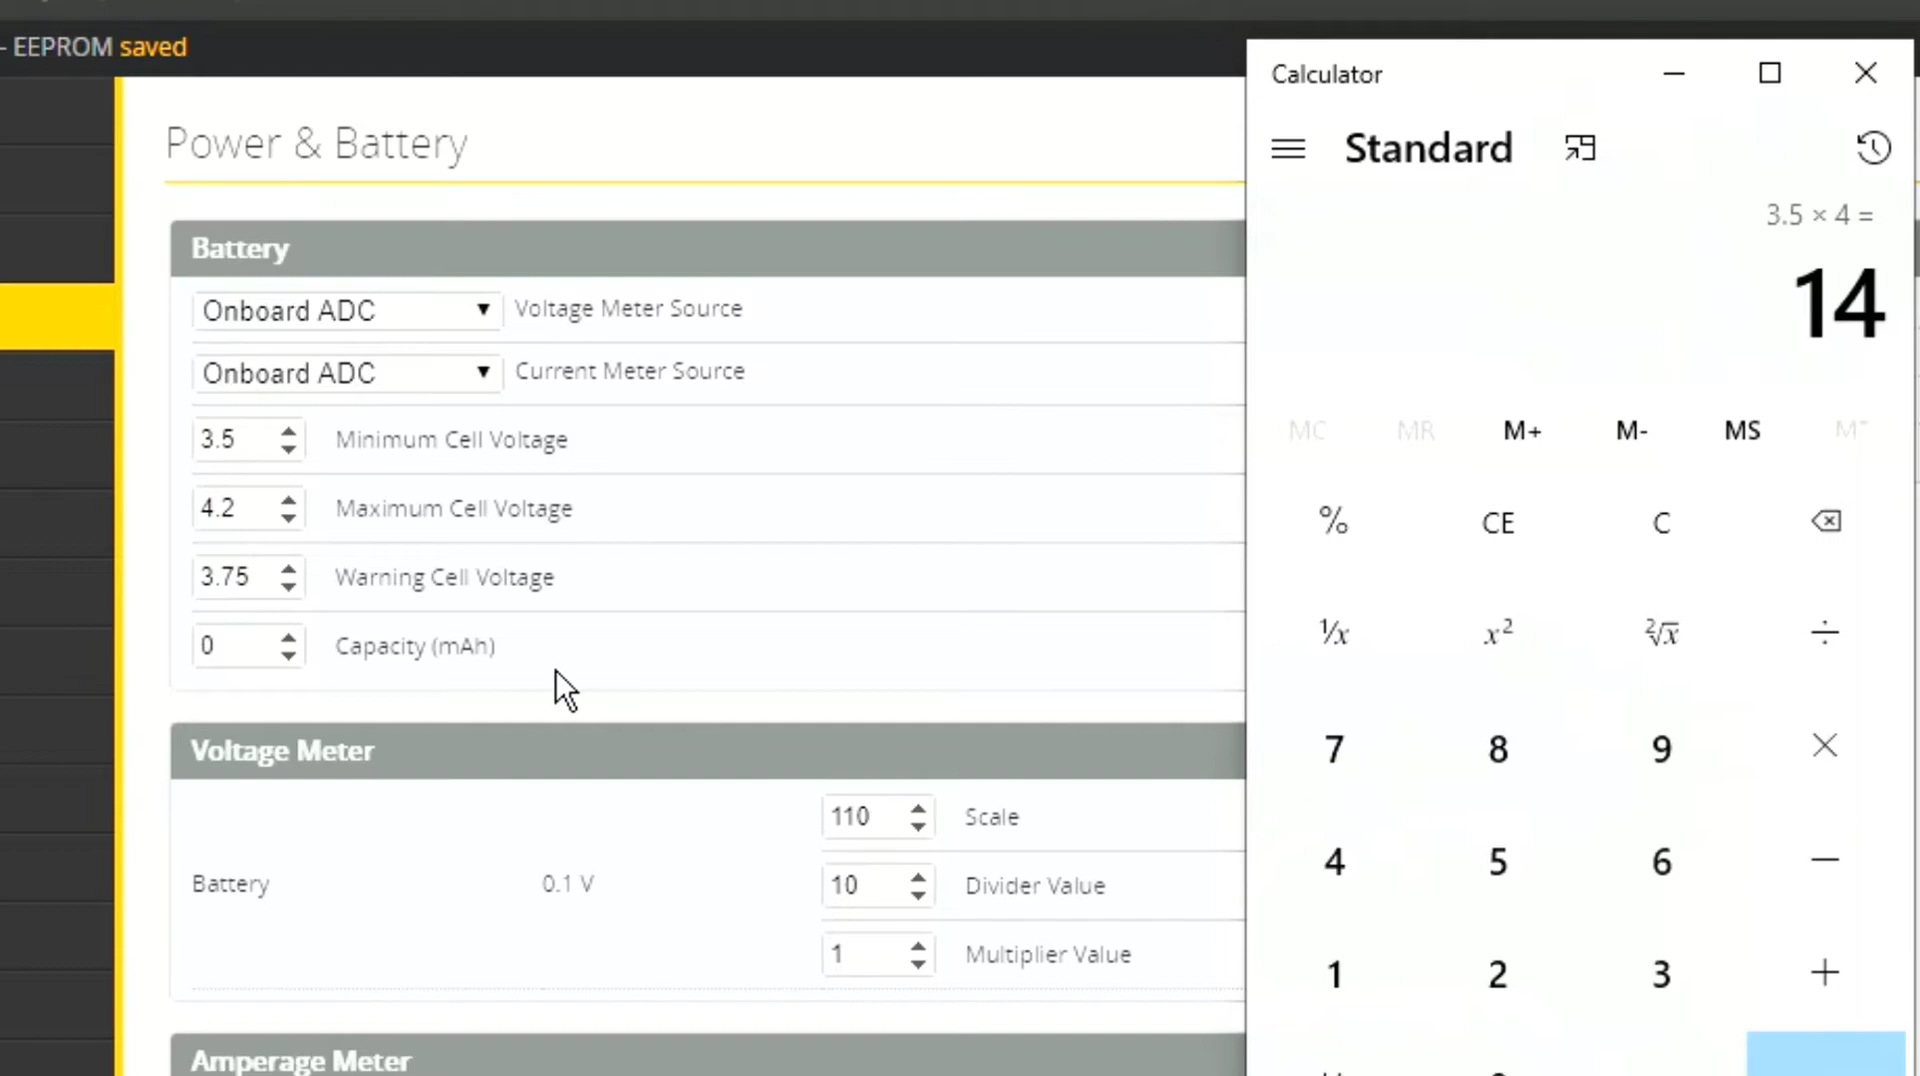 - EEPROM saved
Power & Battery
Battery
Onboard ADC Voltage Meter Source
Onboard ADC Current Meter Source
3.5 Minimum Cell Voltage
4.2 Maximum Cell Voltage
3.75 Warning Cell Voltage
0 Capacity (mAh)
Voltage Meter
110 Scale
Battery 0.1 V 10 Divider Value
1 Multiplier Value
Amperage Meter
Calculator
Standard
3.5 × 4 =
14
MC MR M+ M- MS
% CE C
⅟x x² ²√x ÷
7 8 9 ×
4 5 6 −
1 2 3 +